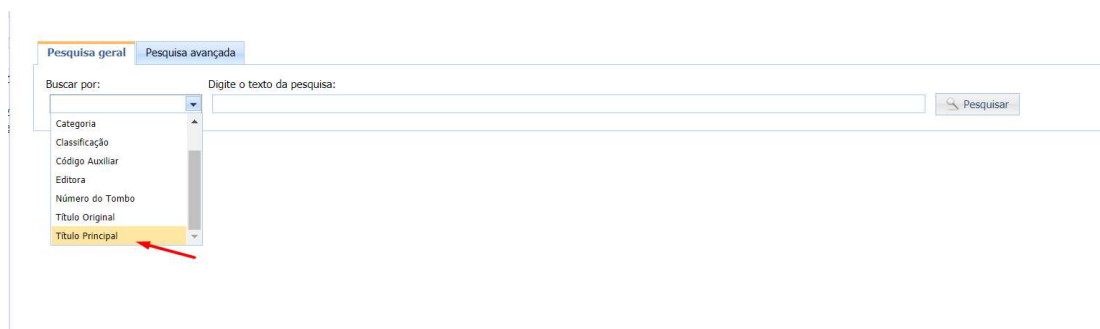 Pesquisa geral Pesquisa avançada
Buscar por: Digite o texto da pesquisa:
Pesquisar
Categoria
Classificação
Código Auxiliar
Editora
Número do Tombo
Título Original
Título Principal